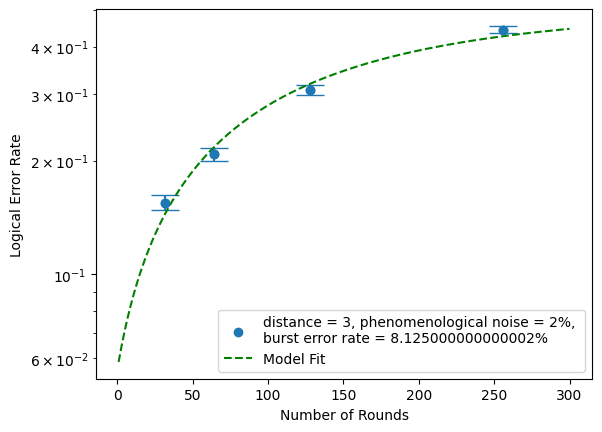 Logical Error Rate
4 × 10⁻¹
3 × 10⁻¹
2 × 10⁻¹
10⁻¹
6 × 10⁻²
distance = 3, phenomenological noise = 2%,
burst error rate = 8.125000000000002%
Model Fit
0 50 100 150 200 250 300
Number of Rounds